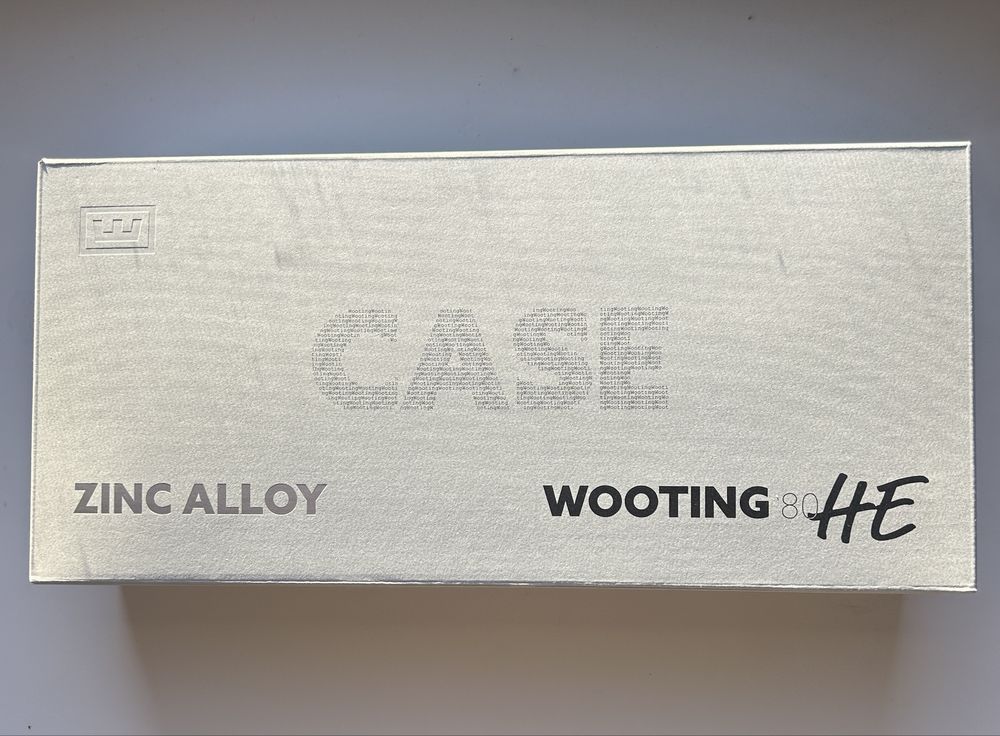 CASE
ZINC ALLOY
WOOTING 80HE